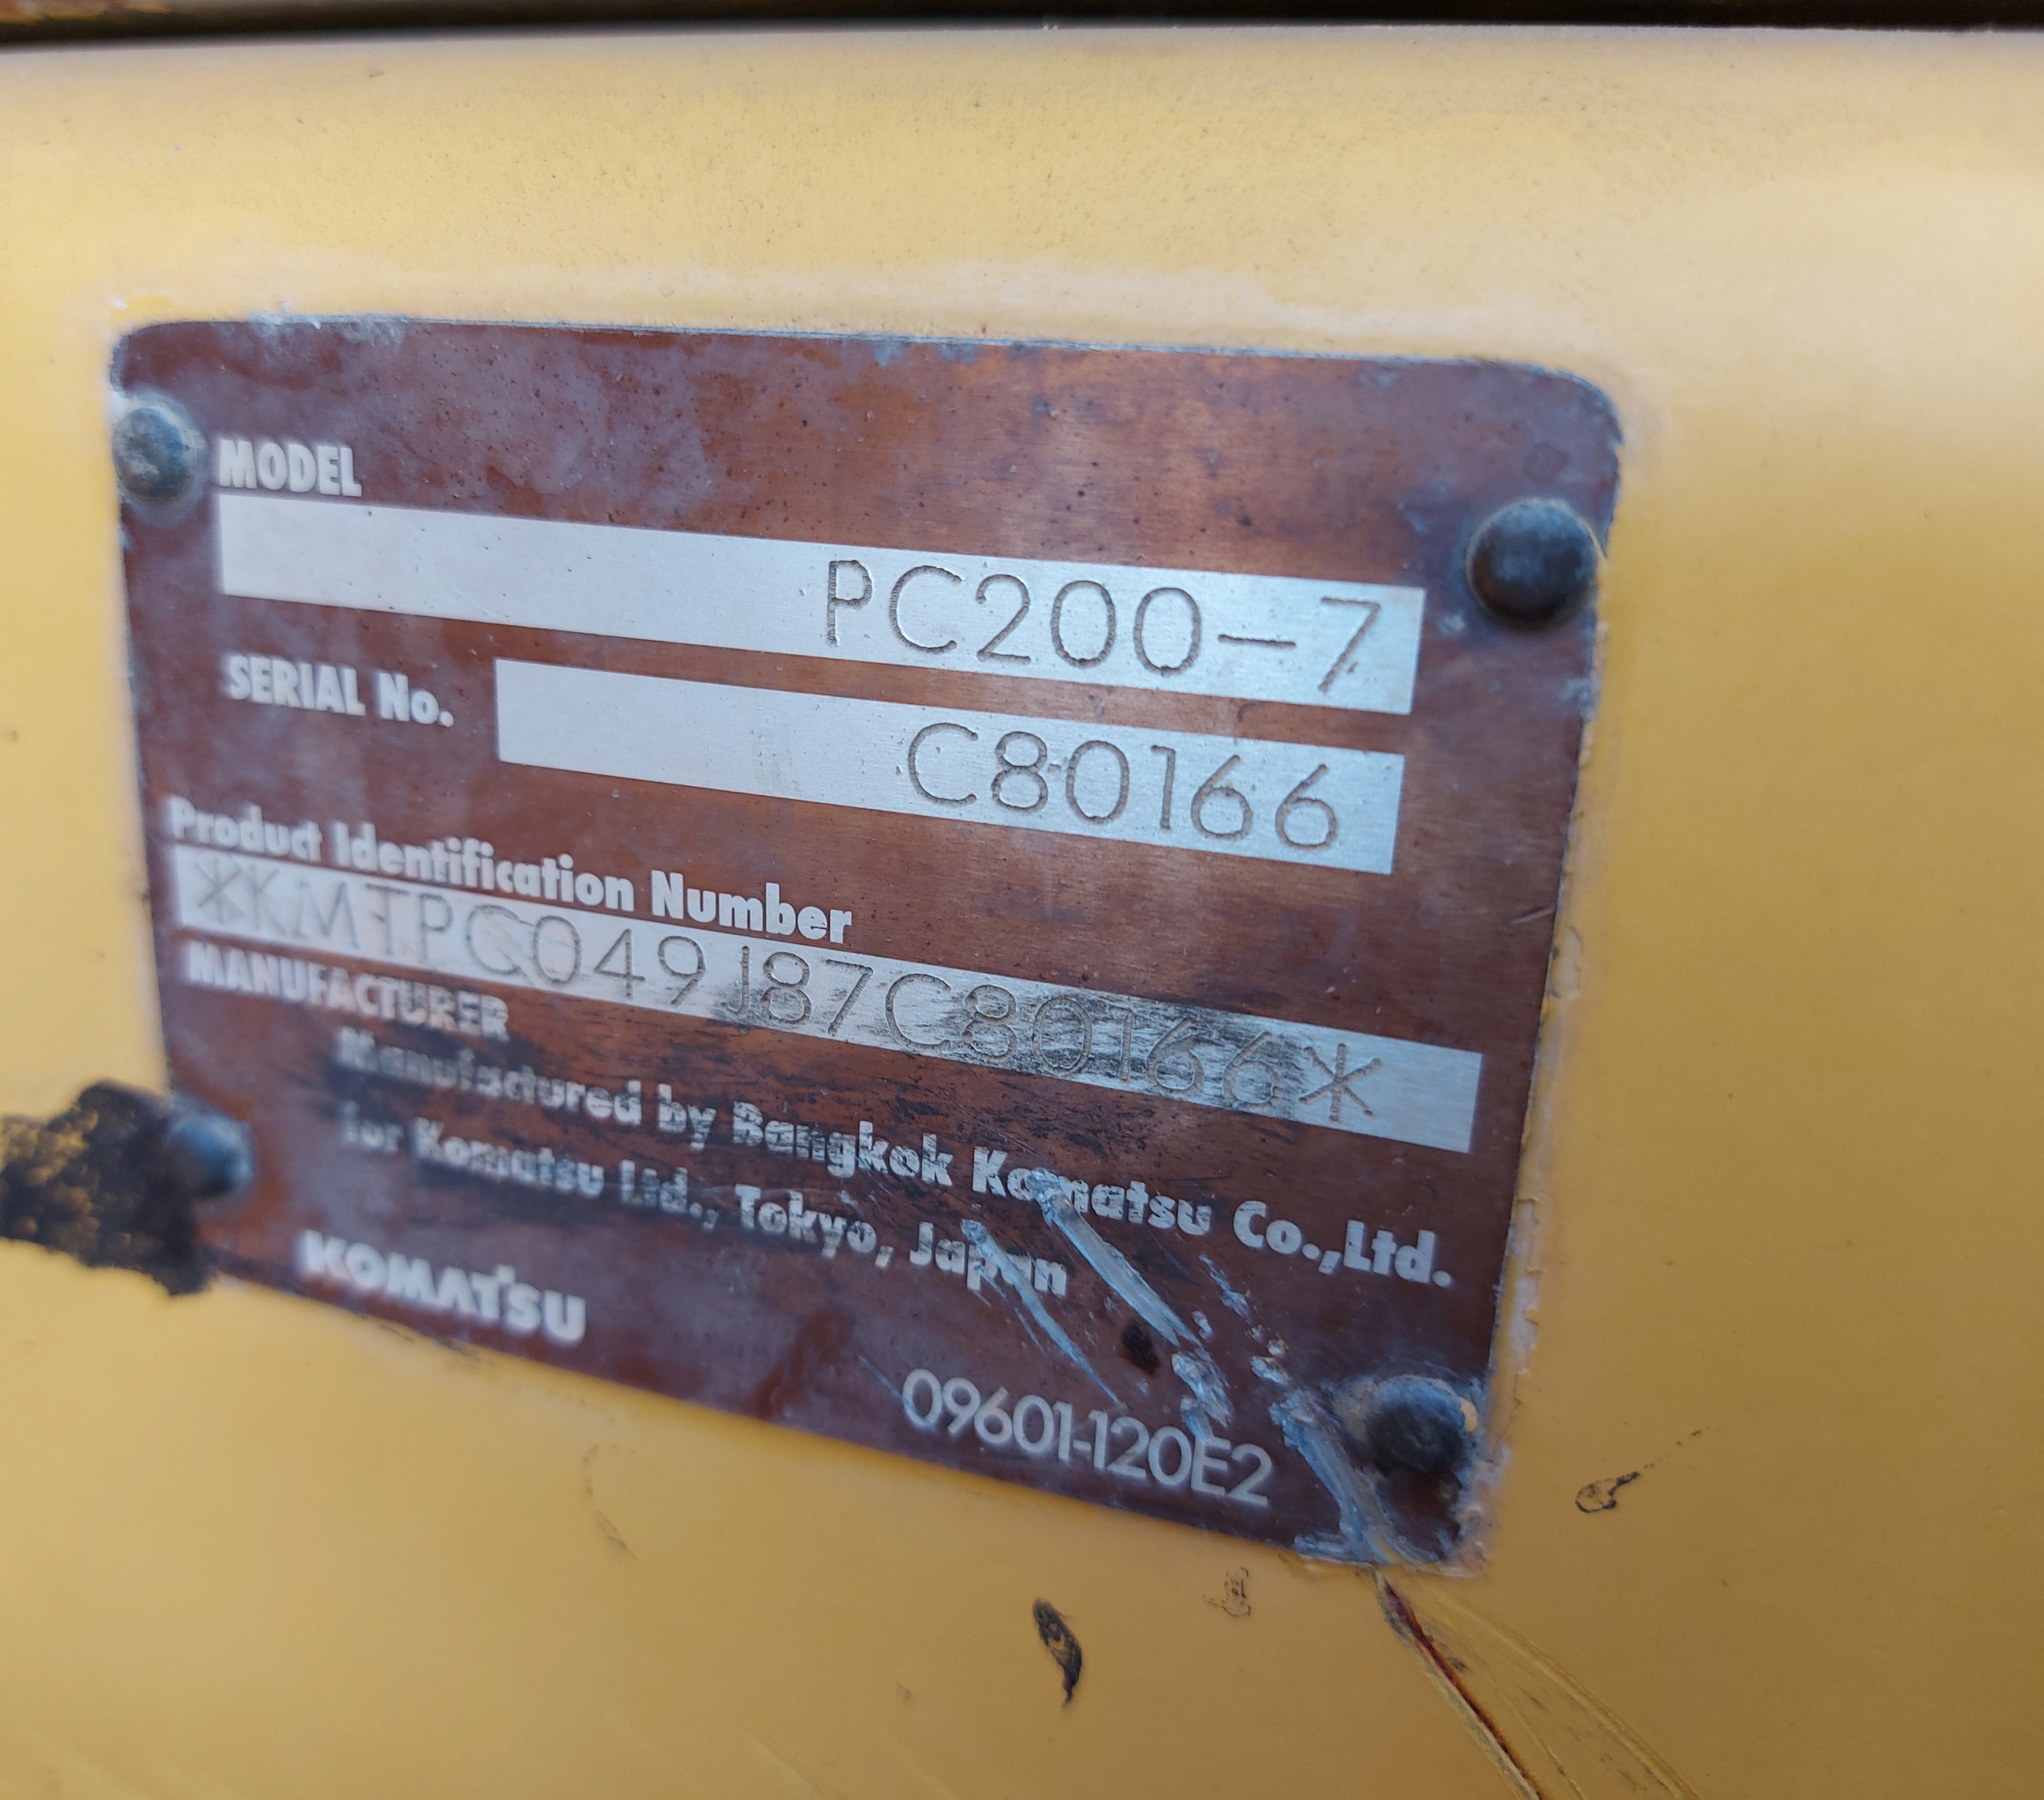 MODEL
PC200-7
SERIAL No.
C80166
Product Identification Number
*KMTPC049J87C80166*
MANUFACTURER
Manufactured by Bangkok Komatsu Co.,Ltd.
for Komatsu Ltd., Tokyo, Japan
KOMATSU
09601-120E2